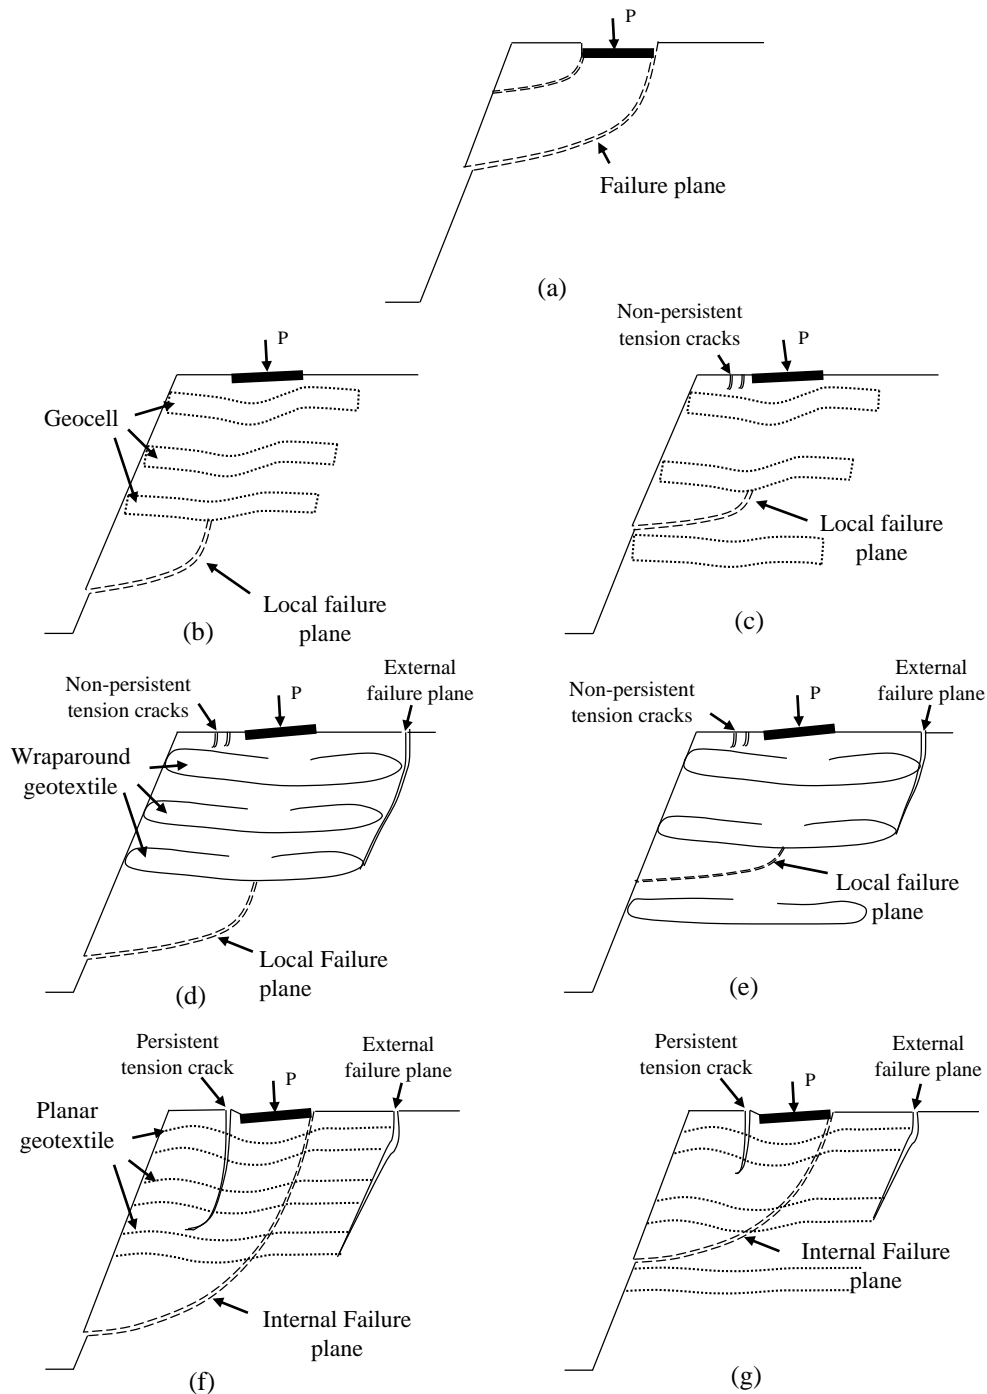 P
Failure plane
(a)
P
Geocell
Local failure
plane
(b)
Non-persistent
tension cracks
P
Local failure
plane
(c)
Non-persistent
tension cracks
P
External
failure plane
Wraparound
geotextile
Local Failure
plane
(d)
Non-persistent
tension cracks
P
External
failure plane
Local failure
plane
(e)
Persistent
tension crack
P
External
failure plane
Planar
geotextile
Internal Failure
plane
(f)
Persistent
tension crack
P
External
failure plane
Internal Failure
plane
(g)